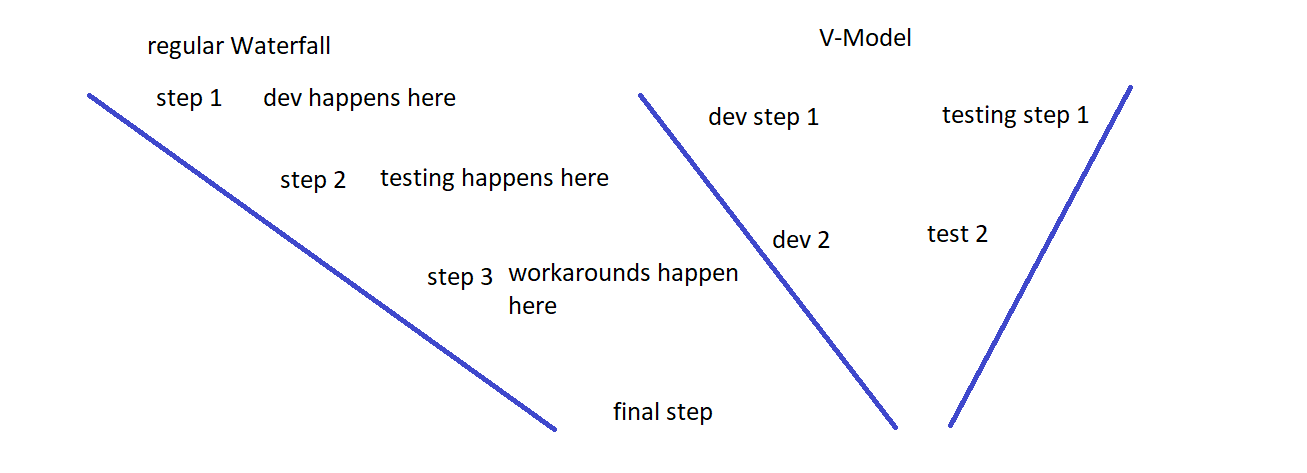 regular Waterfall
step 1 dev happens here
step 2 testing happens here
step 3 workarounds happen
here
final step
V-Model
dev step 1 testing step 1
dev 2 test 2